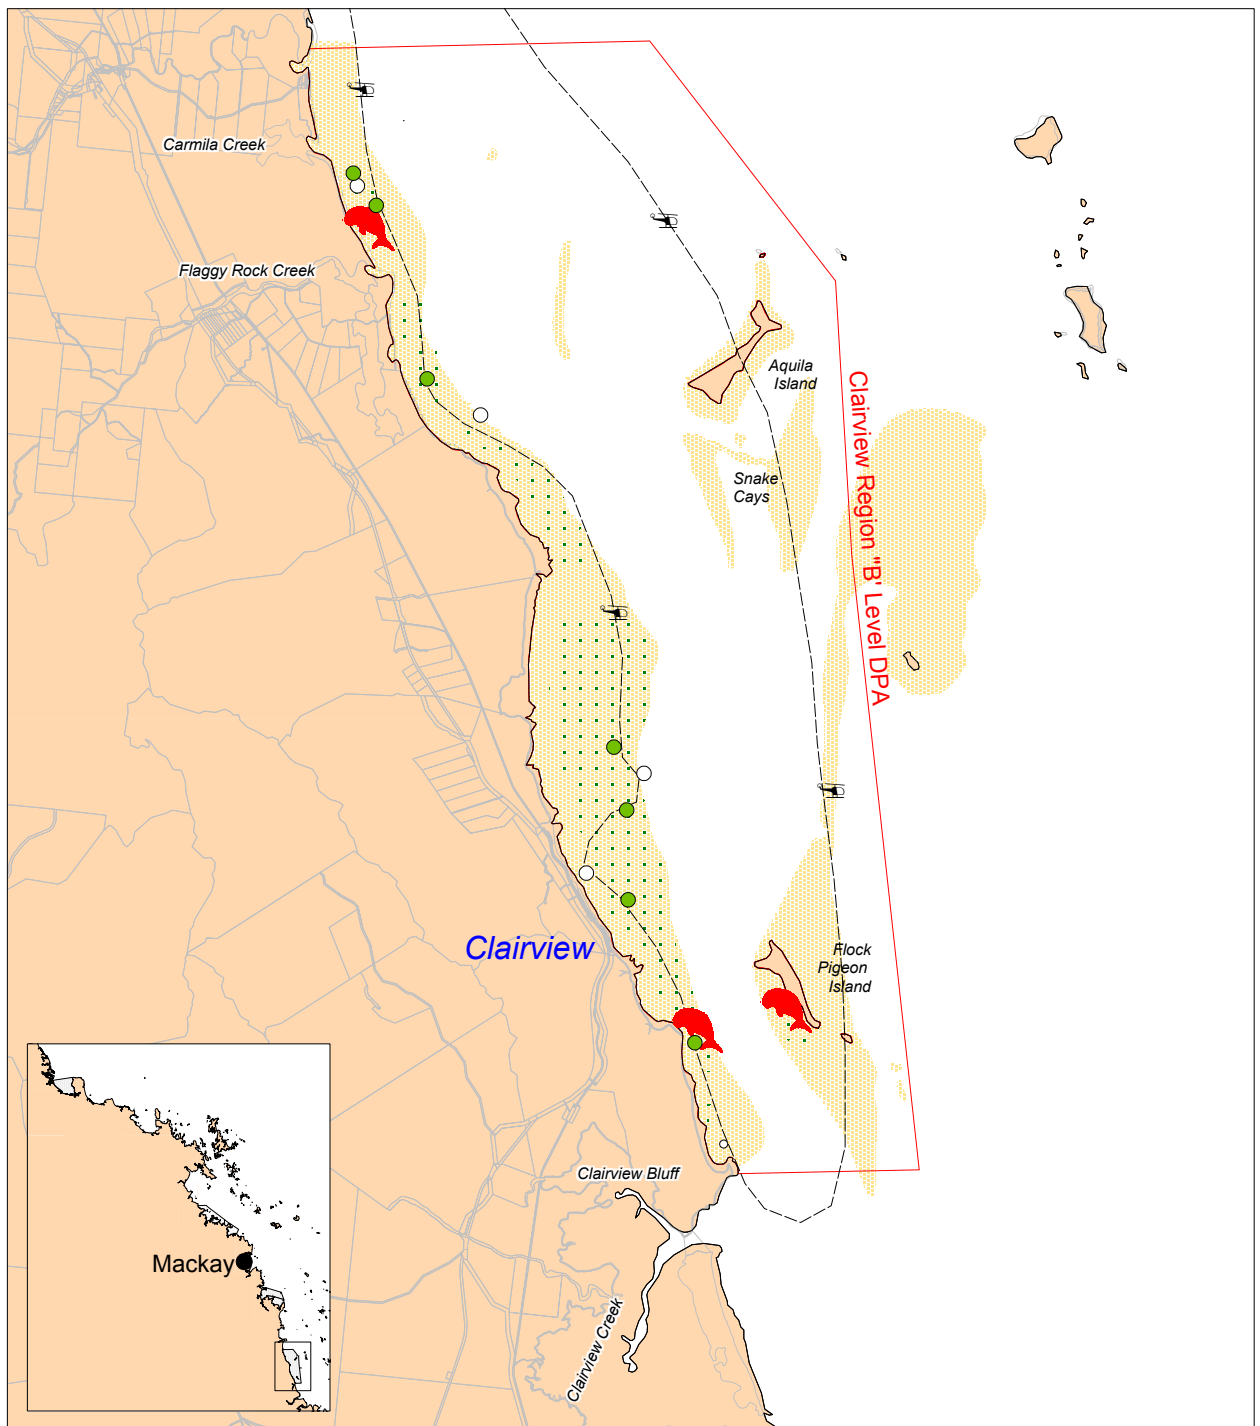 Carmila Creek
Flaggy Rock Creek
Aquila
Island
Clairview Region "B' Level DPA
Snake
Cays
Clairview
Flock
Pigeon
Island
Clairview Bluff
Mackay
Clairview Creek